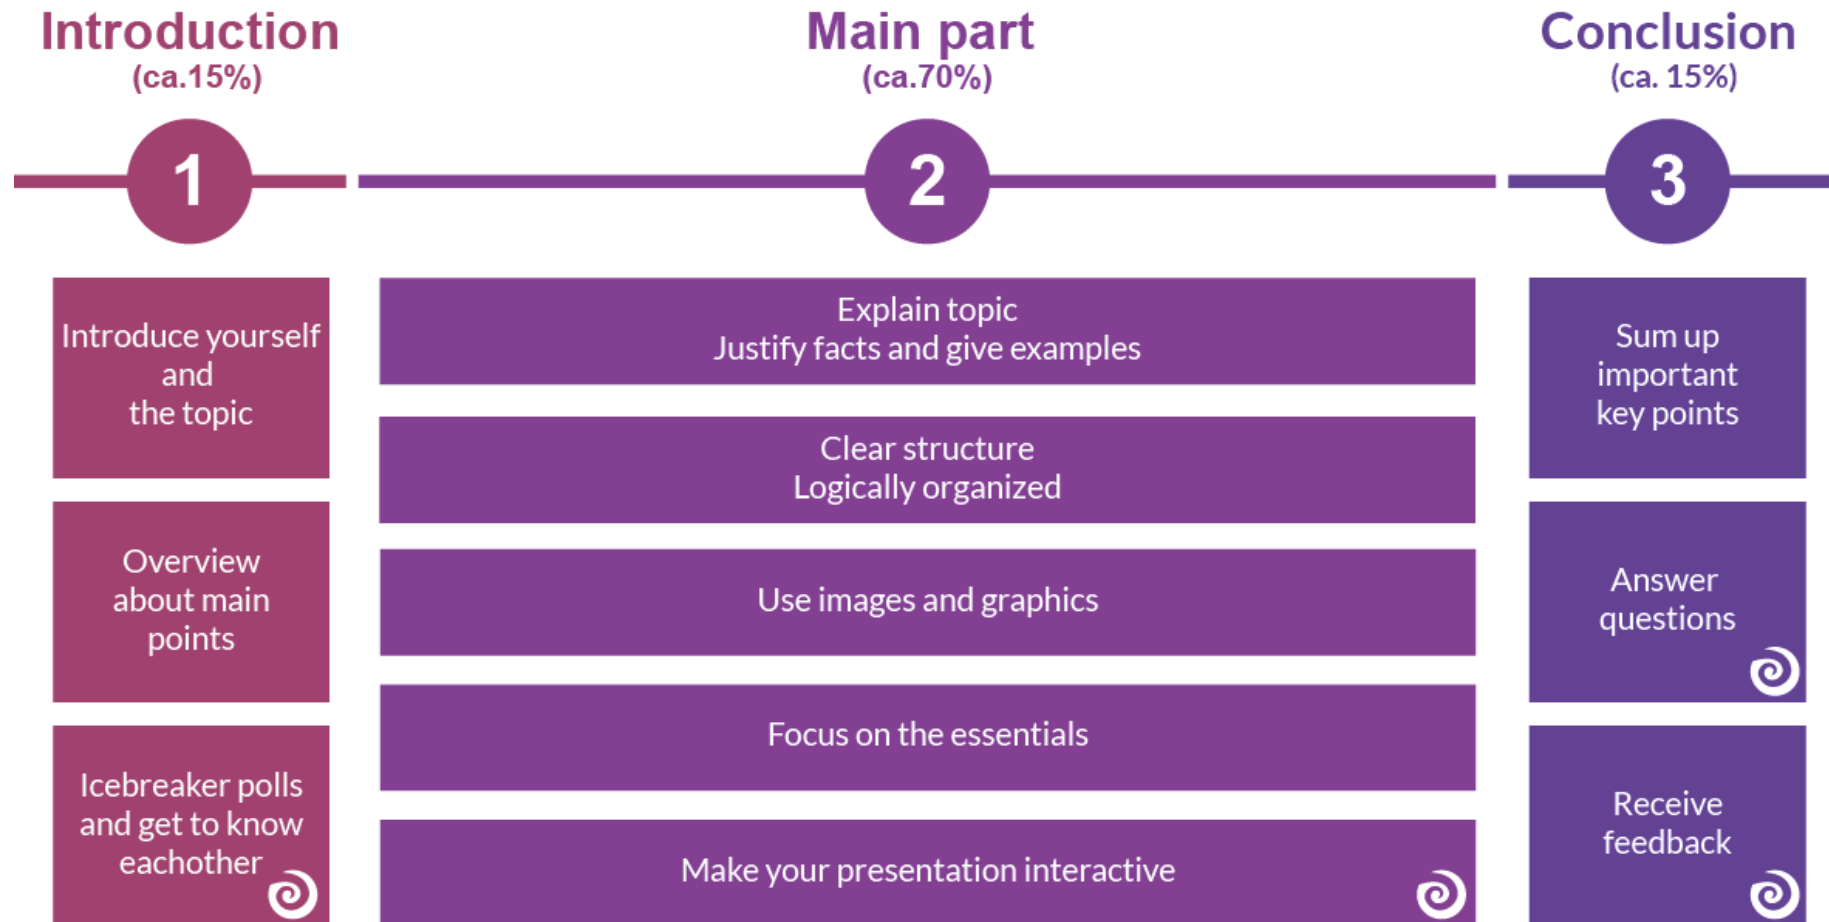 Introduction
(ca.15%)
1
Introduce yourself
and
the topic
Overview
about main
points
Icebreaker polls
and get to know
eachother
Main part
(ca.70%)
2
Explain topic
Justify facts and give examples
Clear structure
Logically organized
Use images and graphics
Focus on the essentials
Make your presentation interactive
Conclusion
(ca. 15%)
3
Sum up
important
key points
Answer
questions
Receive
feedback